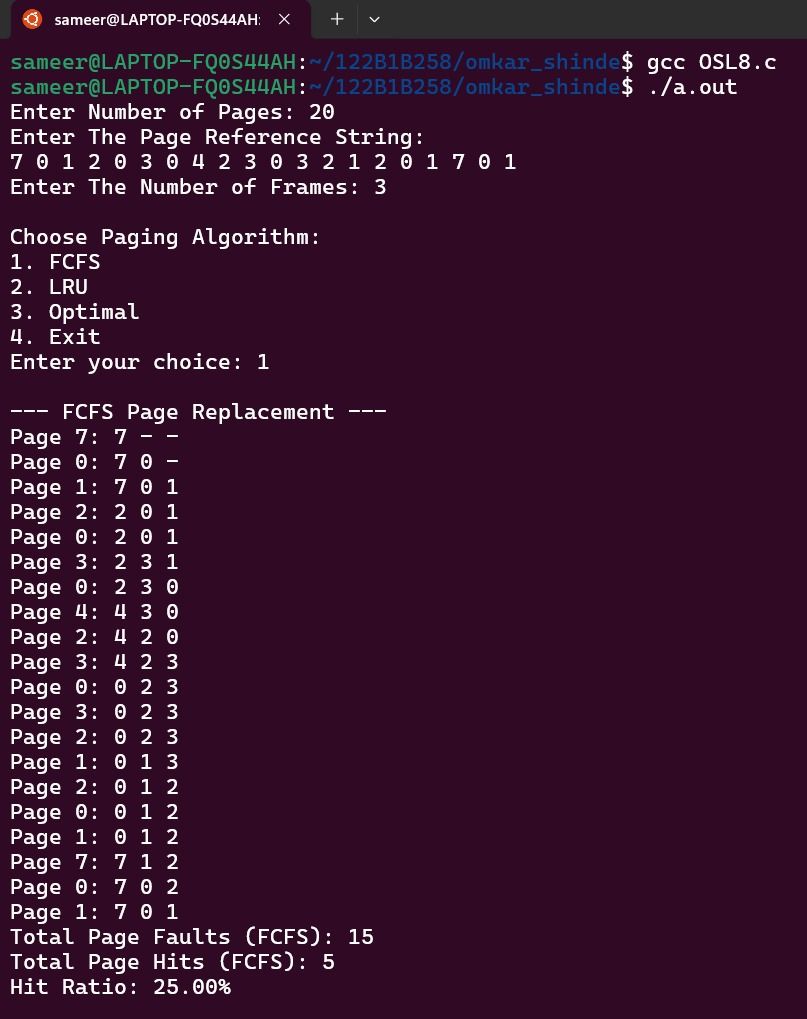 sameer@LAPTOP-FQ0S44AH:
sameer@LAPTOP-FQ0S44AH:~/122B1B258/omkar_shinde$ gcc OSL8.c
sameer@LAPTOP-FQ0S44AH:~/122B1B258/omkar_shinde$ ./a.out
Enter Number of Pages: 20
Enter The Page Reference String:
7 0 1 2 0 3 0 4 2 3 0 3 2 1 2 0 1 7 0 1
Enter The Number of Frames: 3
Choose Paging Algorithm:
1. FCFS
2. LRU
3. Optimal
4. Exit
Enter your choice: 1
--- FCFS Page Replacement ---
Page 7: 7 - -
Page 0: 7 0 -
Page 1: 7 0 1
Page 2: 2 0 1
Page 0: 2 0 1
Page 3: 2 3 1
Page 0: 2 3 0
Page 4: 4 3 0
Page 2: 4 2 0
Page 3: 4 2 3
Page 0: 0 2 3
Page 3: 0 2 3
Page 2: 0 2 3
Page 1: 0 1 3
Page 2: 0 1 2
Page 0: 0 1 2
Page 1: 0 1 2
Page 7: 7 1 2
Page 0: 7 0 2
Page 1: 7 0 1
Total Page Faults (FCFS): 15
Total Page Hits (FCFS): 5
Hit Ratio: 25.00%